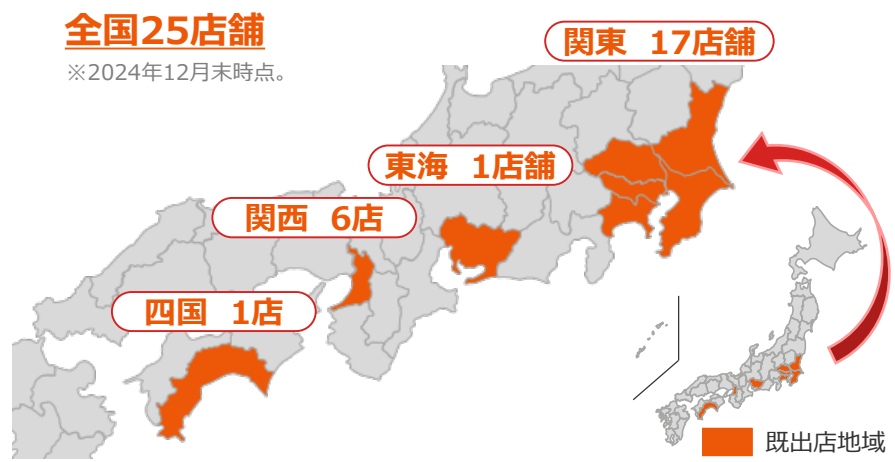 全国25店舗
※2024年12月末時点。
関東 17店舗
東海 1店舗
関西 6店
四国 1店
既出店地域